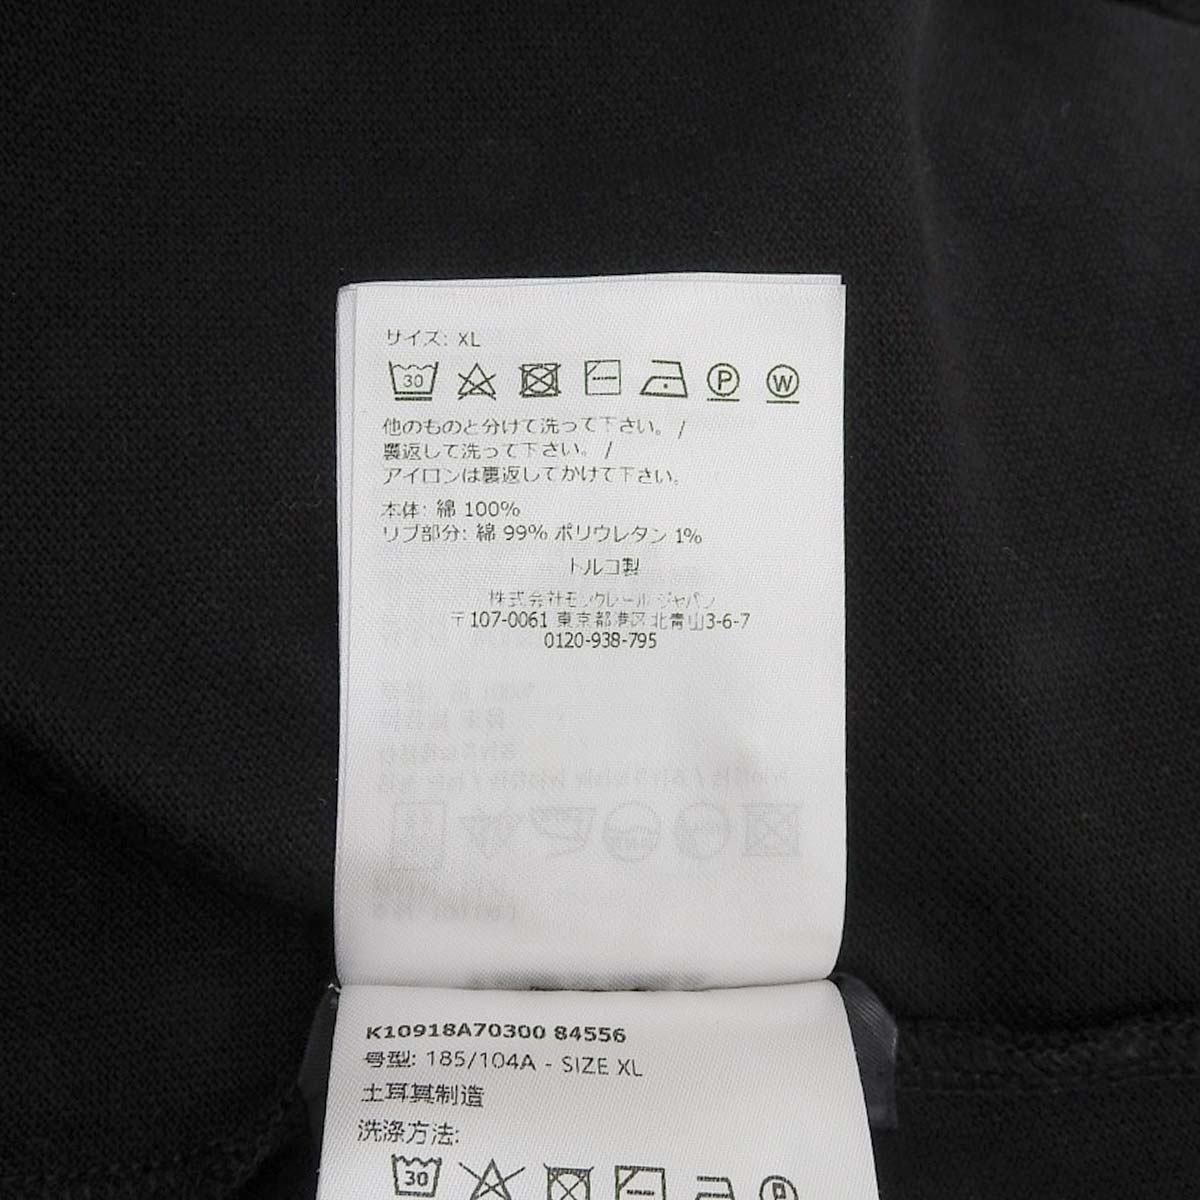 サイズ: XL
30
P W
他のものと分けて洗って下さい。 /
裏返して洗って下さい。 /
アイロンは裏返してかけて下さい。
本体: 綿 100%
リブ部分: 綿 99% ポリウレタン 1%
トルコ製
株式会社モンクレール ジャパン
〒107-0061 東京都港区北青山3-6-7
0120-938-795
K10918A70300 84556
号型: 185/104A - SIZE XL
土耳其制造
洗涤方法:
30
P